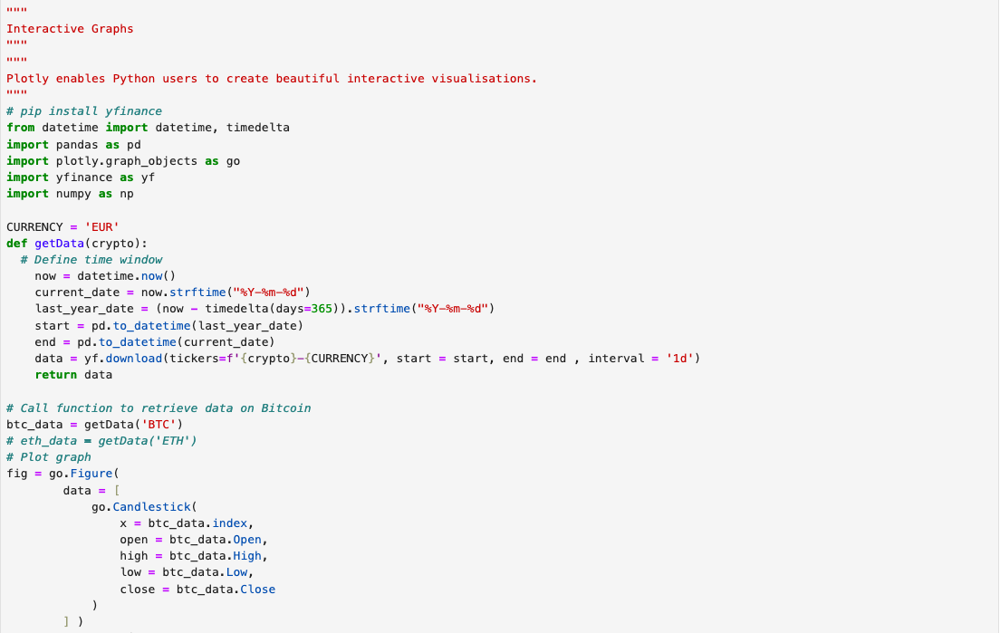 """
Interactive Graphs
"""
"""
Plotly enables Python users to create beautiful interactive visualisations.
"""
# pip install yfinance
from datetime import datetime, timedelta
import pandas as pd
import plotly.graph_objects as go
import yfinance as yf
import numpy as np

CURRENCY = 'EUR'
def getData(crypto):
  # Define time window
    now = datetime.now()
    current_date = now.strftime("%Y-%m-%d")
    last_year_date = (now - timedelta(days=365)).strftime("%Y-%m-%d")
    start = pd.to_datetime(last_year_date)
    end = pd.to_datetime(current_date)
    data = yf.download(tickers=f'{crypto}-{CURRENCY}', start = start, end = end , interval = '1d')
    return data

# Call function to retrieve data on Bitcoin
btc_data = getData('BTC')
# eth_data = getData('ETH')
# Plot graph
fig = go.Figure(
        data = [
            go.Candlestick(
                x = btc_data.index,
                open = btc_data.Open,
                high = btc_data.High,
                low = btc_data.Low,
                close = btc_data.Close
            )
        ] )